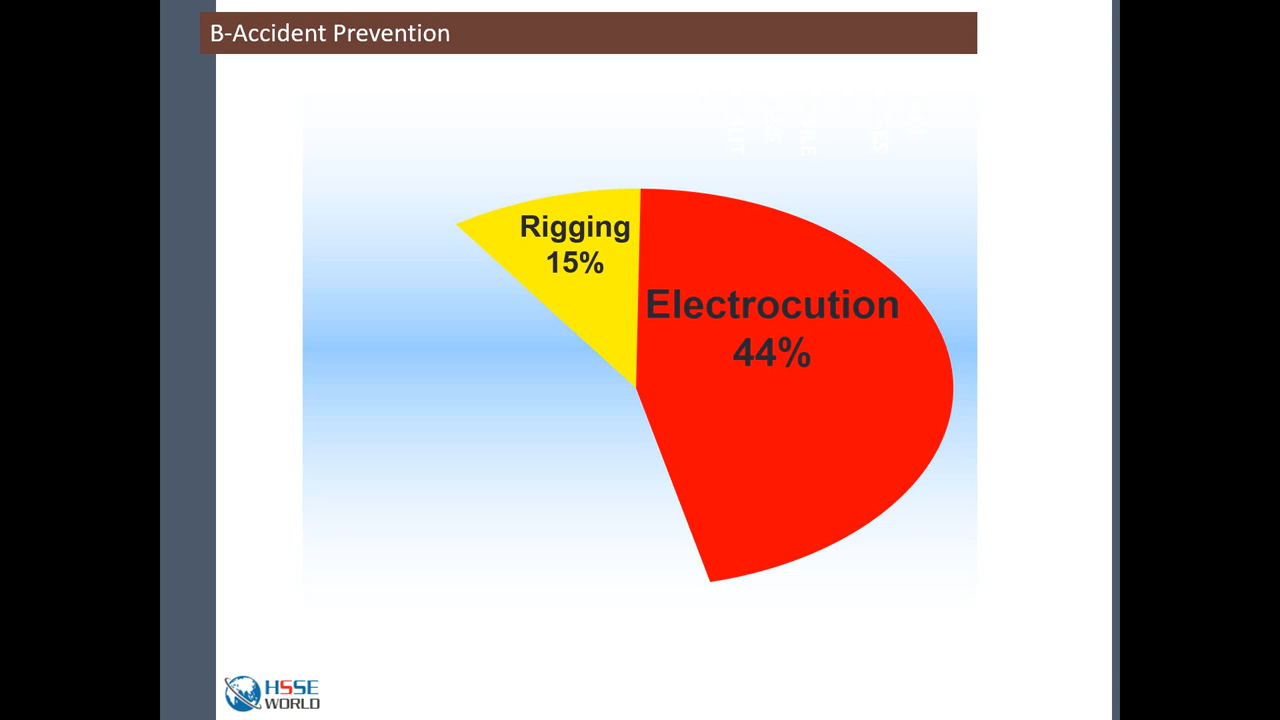 B-Accident Prevention
Rigging
15%
Electrocution
44%
HSSE
WORLD